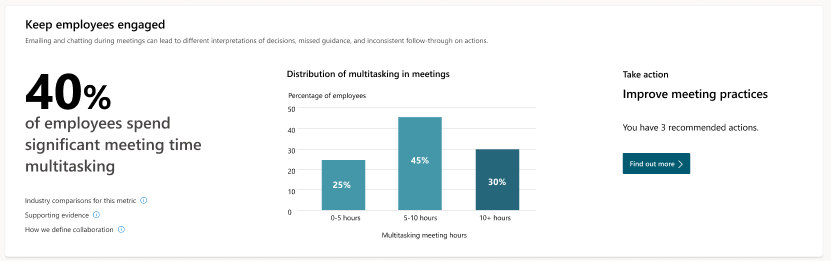 Keep employees engaged
Emailing and chatting during meetings can lead to different interpretations of decisions, missed guidance, and inconsistent follow-through on actions.
40%
of employees spend
significant meeting time
multitasking
Industry comparisons for this metric
Supporting evidence
How we define collaboration
Distribution of multitasking in meetings
Percentage of employees
50
40
30
20
10
0
25%
45%
30%
0-5 hours
5-10 hours
10+ hours
Multitasking meeting hours
Take action
Improve meeting practices
You have 3 recommended actions.
Find out more